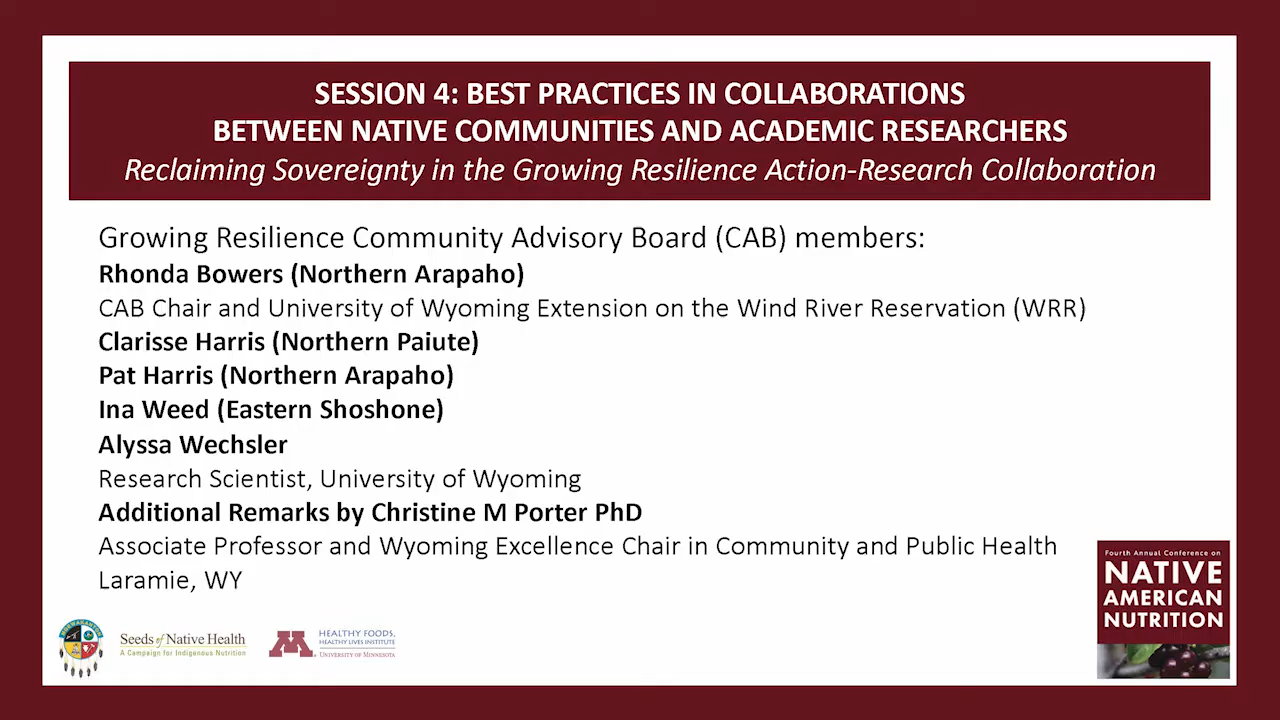 SESSION 4: BEST PRACTICES IN COLLABORATIONS
BETWEEN NATIVE COMMUNITIES AND ACADEMIC RESEARCHERS
Reclaiming Sovereignty in the Growing Resilience Action-Research Collaboration
Growing Resilience Community Advisory Board (CAB) members:
Rhonda Bowers (Northern Arapaho)
CAB Chair and University of Wyoming Extension on the Wind River Reservation (WRR)
Clarisse Harris (Northern Paiute)
Pat Harris (Northern Arapaho)
Ina Weed (Eastern Shoshone)
Alyssa Wechsler
Research Scientist, University of Wyoming
Additional Remarks by Christine M Porter PhD
Associate Professor and Wyoming Excellence Chair in Community and Public Health
Laramie, WY
Seeds of Native Health
A Campaign for Indigenous Nutrition
M
HEALTHY FOODS,
HEALTHY LIVES INSTITUTE
UNIVERSITY OF MINNESOTA
Fourth Annual Conference on
NATIVE
AMERICAN
NUTRITION